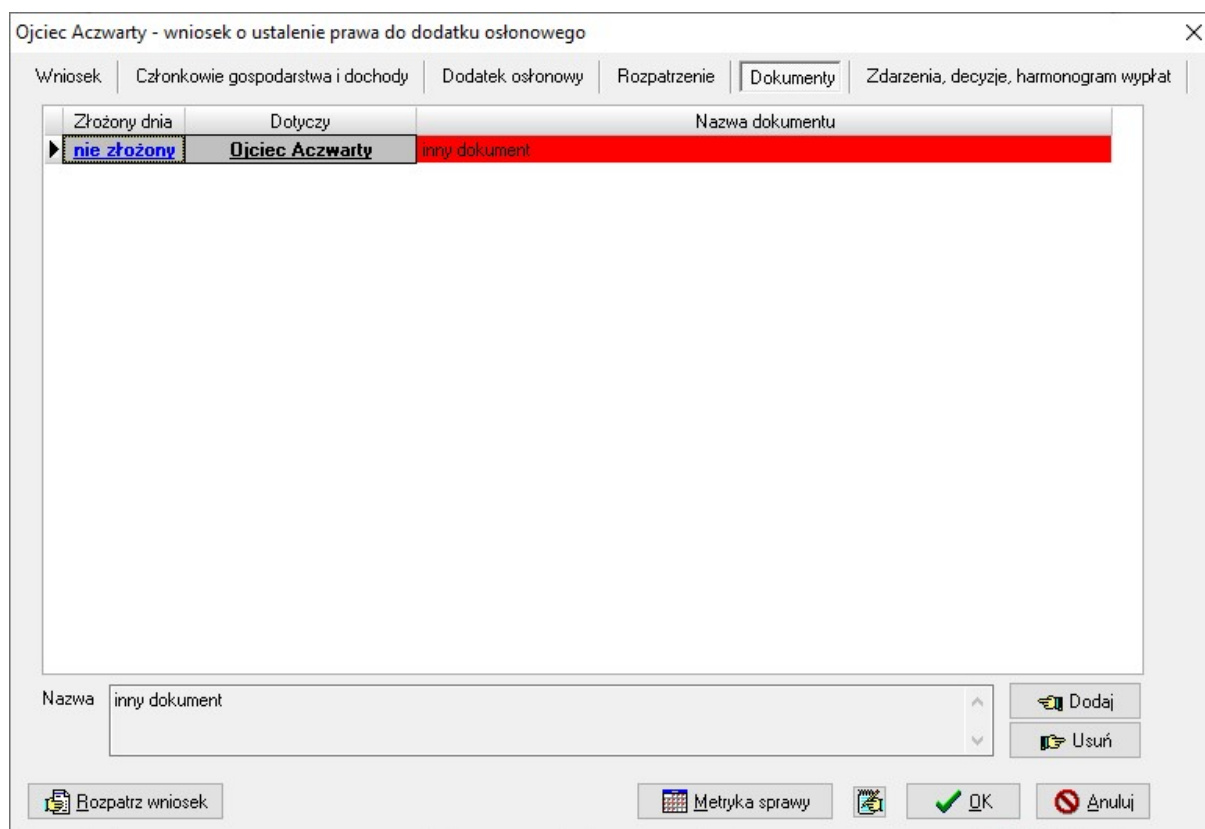 Ojciec Aczwarty - wniosek o ustalenie prawa do dodatku osłonowego
Wniosek Członkowie gospodarstwa i dochody Dodatek osłonowy Rozpatrzenie Dokumenty Zdarzenia, decyzje, harmonogram wypłat
Złożony dnia Dotyczy Nazwa dokumentu
nie złożony Ojciec Aczwarty inny dokument
Nazwa inny dokument Dodaj
Usuń
Rozpatrz wniosek Metryka sprawy OK Anuluj